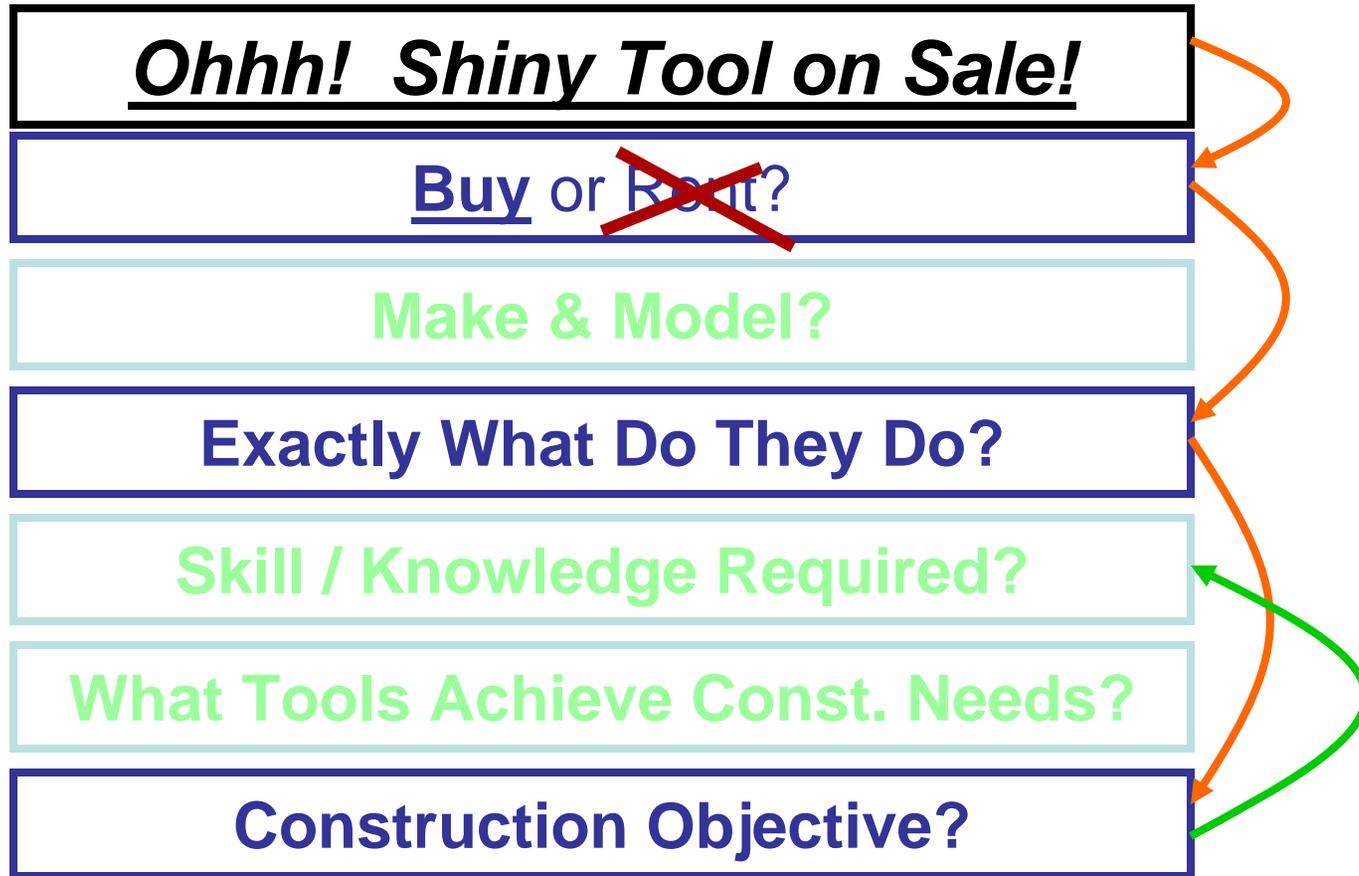 Ohhh! Shiny Tool on Sale!
Buy or Rent?
Make & Model?
Exactly What Do They Do?
Skill / Knowledge Required?
What Tools Achieve Const. Needs?
Construction Objective?